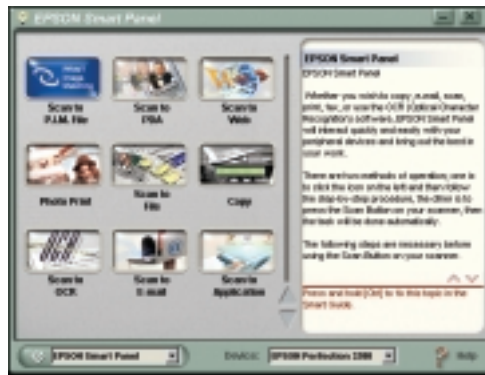 EPSON Smart Panel
Scan to
P.I.M. File
Scan to
PDA
Scan to
Web
Photo Print
Scan to
File
Copy
Scan to
OCR
Scan to
E-mail
Scan to
Application
EPSON Smart Panel
EPSON Smart Panel
Whether you wish to copy, e-mail, scan,
print, fax, or use the OCR (Optical Character
Recognition) software, EPSON Smart Panel
will interact quickly and easily with your
peripheral devices and bring out the best in
your work.
There are two methods of operation; one is
to click the icon on the left and then follow
the step-by-step procedure, the other is to
press the Scan Button on your scanner, then
the task will be done automatically.
The following steps are necessary before
using the Scan Button on your scanner.
Press and hold [Ctrl] to fix this topic in the
Smart Guide.
EPSON Smart Panel
Device:
EPSON Perfection
Help